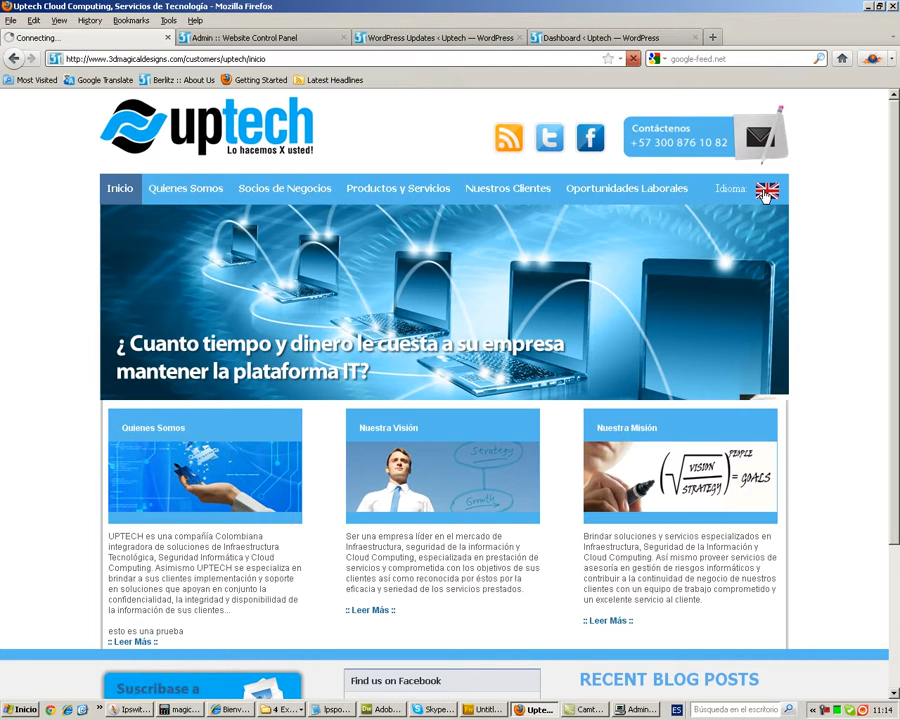 Uptech Cloud Computing, Servicios de Tecnología - Mozilla Firefox
File Edit View History Bookmarks Tools Help
Connecting...
Admin :: Website Control Panel
WordPress Updates ‹ Uptech — WordPress
Dashboard ‹ Uptech — WordPress
http://www.3dmagicaldesigns.com/customers/uptech/inicio
google-feed.net
Most Visited Google Translate Berlitz :: About Us Getting Started Latest Headlines
uptech
Lo hacemos X usted!
Contáctenos
+57 300 876 10 82
Inicio Quienes Somos Socios de Negocios Productos y Servicios Nuestros Clientes Oportunidades Laborales Idioma:
¿ Cuanto tiempo y dinero le cuesta a su empresa
mantener la plataforma IT?
Quienes Somos
UPTECH es una compañía Colombiana
integradora de soluciones de Infraestructura
Tecnológica, Seguridad Informática y Cloud
Computing. Asimismo UPTECH se especializa en
brindar a sus clientes implementación y soporte
en soluciones que apoyan en conjunto la
confidencialidad, la integridad y disponibilidad de
la información de sus clientes...
esto es una prueba
:: Leer Más ::
Nuestra Visión
Strategy
Growth
Ser una empresa líder en el mercado de
Infraestructura, seguridad de la información y
Cloud Computing, especializada en prestación de
servicios y comprometida con los objetivos de sus
clientes así como reconocida por éstos por la
eficacia y seriedad de los servicios prestados.
:: Leer Más ::
Nuestra Misión
VISION
STRATEGY
PEOPLE
= GOALS
Brindar soluciones y servicios especializados en
Infraestructura, Seguridad de la Información y
Cloud Computing. Así mismo proveer servicios de
asesoría en gestión de riesgos informáticos y
contribuir a la continuidad de negocio de nuestros
clientes con un equipo de trabajo comprometido y
un excelente servicio al cliente.
:: Leer Más ::
Suscribase a
Find us on Facebook
RECENT BLOG POSTS
Inicio
Ipswit...
magic...
Bienv...
4 Ex...
Ipspo...
Adob...
Skype...
Untitl...
Upte...
Camt...
Admin...
ES
Búsqueda en el escritorio
11:14